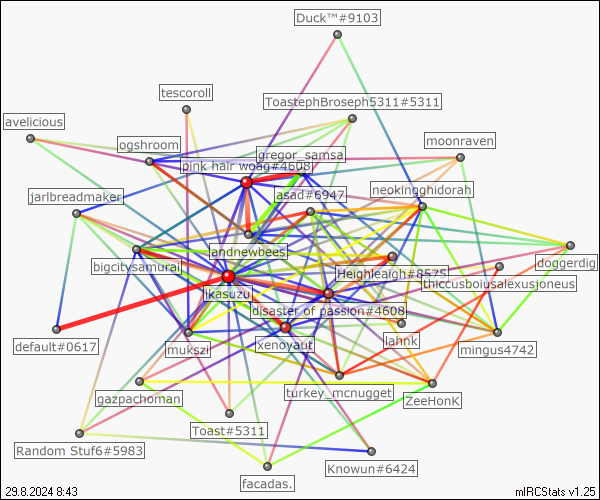 Duck™#9103
tescoroll
ToastephBroseph5311#5311
avelicious
moonraven
ogshroom
gregor_samsa
pink hair woag#4608
neokingghidorah
asad#6947
jarlbreadmaker
andnewbees
doggerdig
bigcitysamurai
Heighleaigh#8575
thiccusboiusalexusjoneus
ikasuzu
disaster of passion#4608
default#0617
mukszi
xenoyaut
lahnk
mingus4742
gazpachoman
turkey_mcnugget
ZeeHonK
Toast#5311
Random Stuf6#5983
Knowun#6424
facadas.
29.8.2024 8:43
mIRCStats v1.25